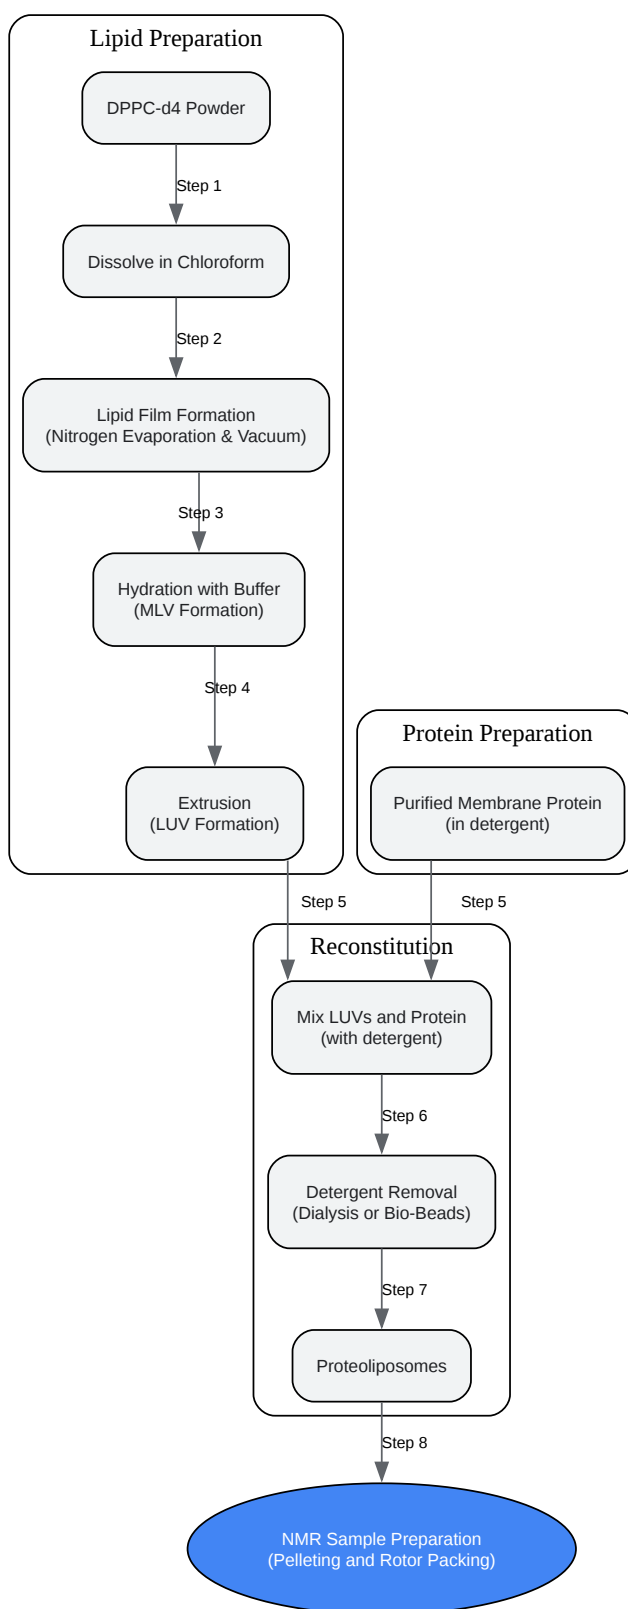 Lipid Preparation
DPPC-d4 Powder
Step 1
Dissolve in Chloroform
Step 2
Lipid Film Formation
(Nitrogen Evaporation & Vacuum)
Step 3
Hydration with Buffer
(MLV Formation)
Step 4
Extrusion
(LUV Formation)
Protein Preparation
Purified Membrane Protein
(in detergent)
Step 5
Step 5
Reconstitution
Mix LUVs and Protein
(with detergent)
Step 6
Detergent Removal
(Dialysis or Bio-Beads)
Step 7
Proteoliposomes
Step 8
NMR Sample Preparation
(Pelleting and Rotor Packing)